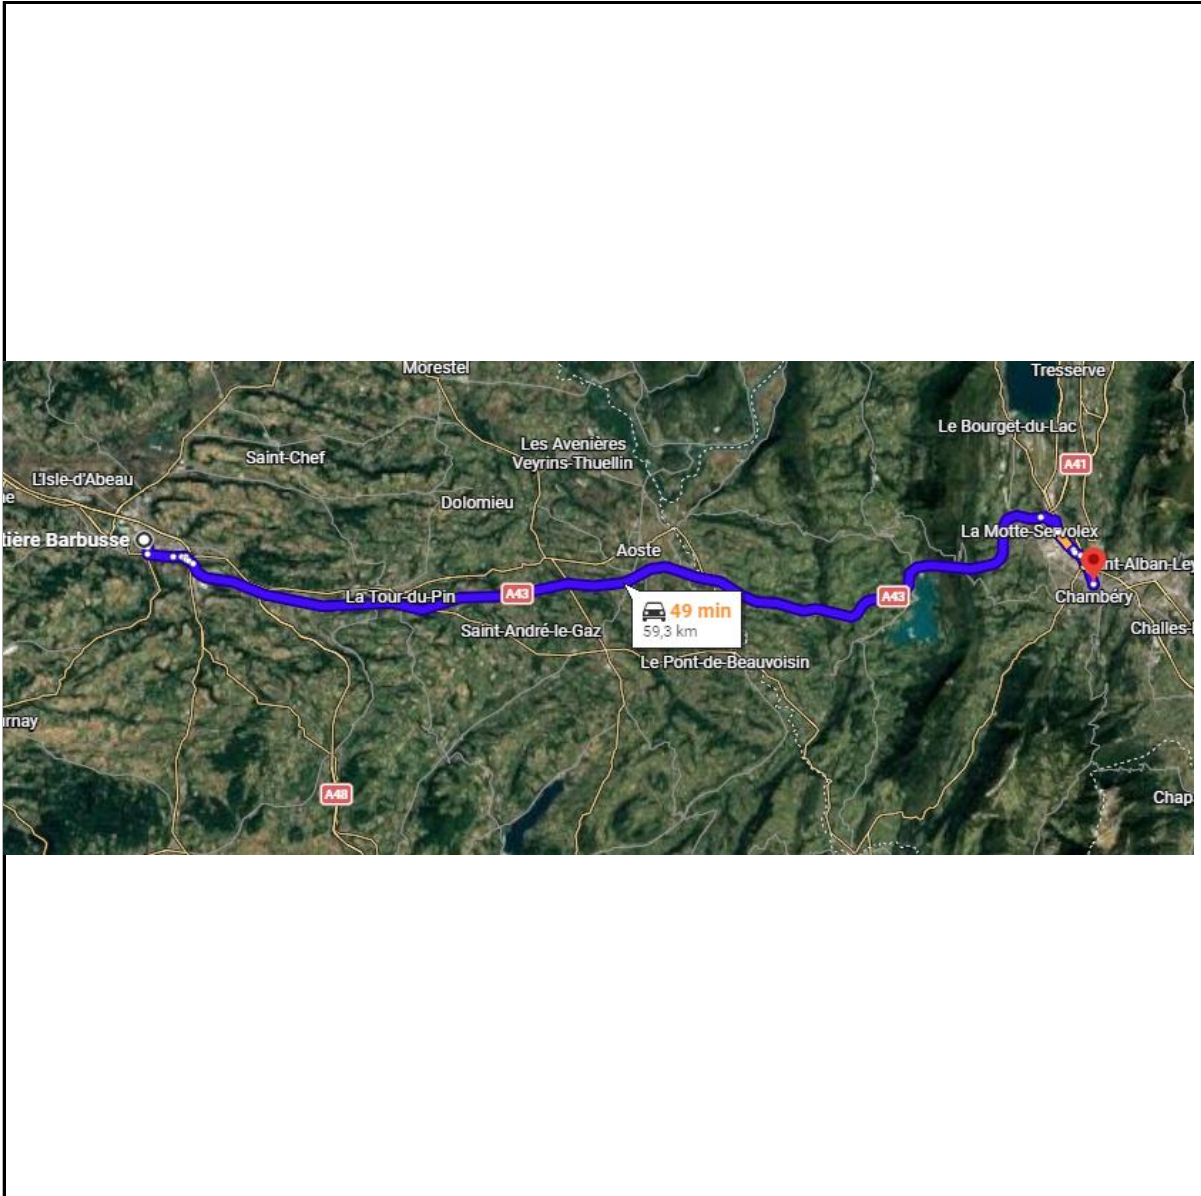 Morestel
Tresserve
Le Bourget-du-Lac
Les Avenières
Veyrins-Thuellin
Saint-Chef
A41
L'Isle-d'Abeau
Dolomieu
La Motte-Servolex
tière Barbusse
Aoste
nt-Alban-Ley
La Tour-du-Pin
A43
A43
Chambéry
49 min
59,3 km
Saint-André-le-Gaz
Challes-l
Le Pont-de-Beauvoisin
rnay
A48
Chap